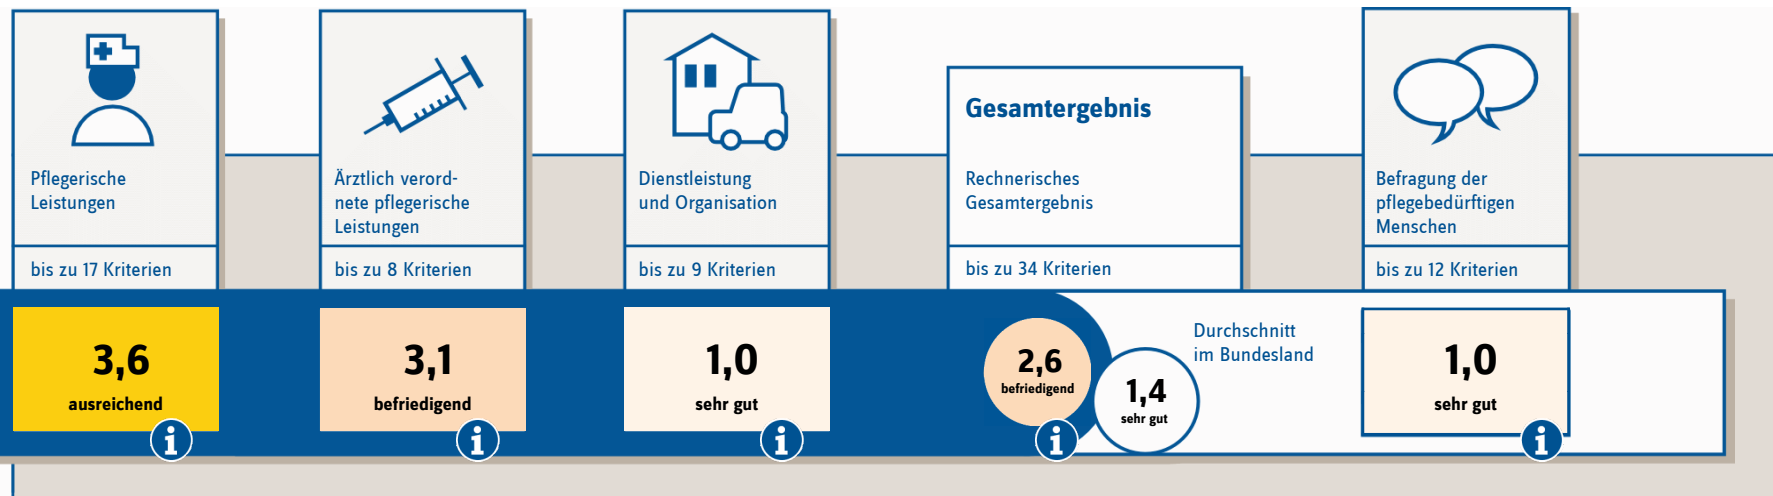 Pflegerische
Leistungen
bis zu 17 Kriterien
3,6
ausreichend
i
Ärztlich verord-
nete pflegerische
Leistungen
bis zu 8 Kriterien
3,1
befriedigend
i
Dienstleistung
und Organisation
bis zu 9 Kriterien
1,0
sehr gut
i
Gesamtergebnis
Rechnerisches
Gesamtergebnis
bis zu 34 Kriterien
2,6
befriedigend
i
Durchschnitt
im Bundesland
1,4
sehr gut
Befragung der
pflegebedürftigen
Menschen
bis zu 12 Kriterien
1,0
sehr gut
i